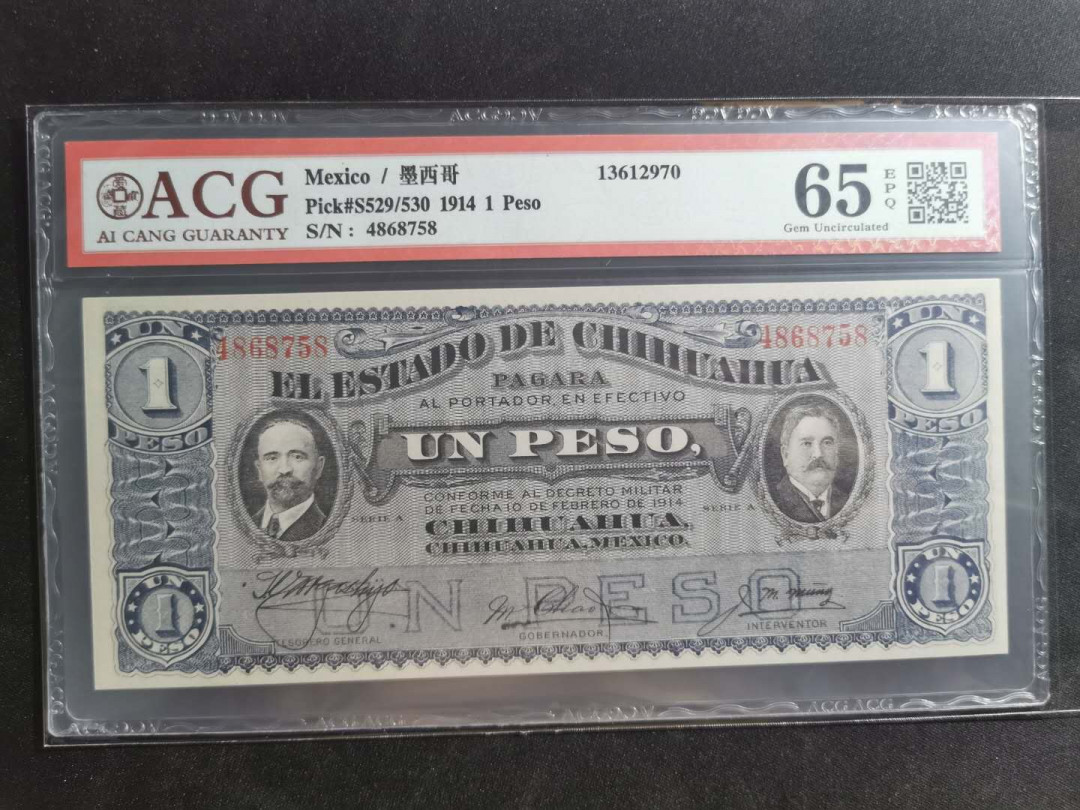 ACG
AI CANG GUARANTY
Mexico / 墨西哥
13612970
Pick#S529/530 1914 1 Peso
S/N : 4868758
65
EPQ
Gem Uncirculated
UN
1
PESO
4868758
4868758
UN
1
PESO
EL ESTADO DE CHIHUAHUA
PAGARA
AL PORTADOR, EN EFECTIVO
UN PESO,
CONFORME AL DECRETO MILITAR
DE FECHA 10 DE FEBRERO DE 1914
SERIE A
SERIE A
CHIHUAHUA,
CHIHUAHUA, MEXICO.
UN PESO
UN
1
PESO
TESORERO GENERAL
GOBERNADOR,
INTERVENTOR
UN
1
PESO
ACG ACG